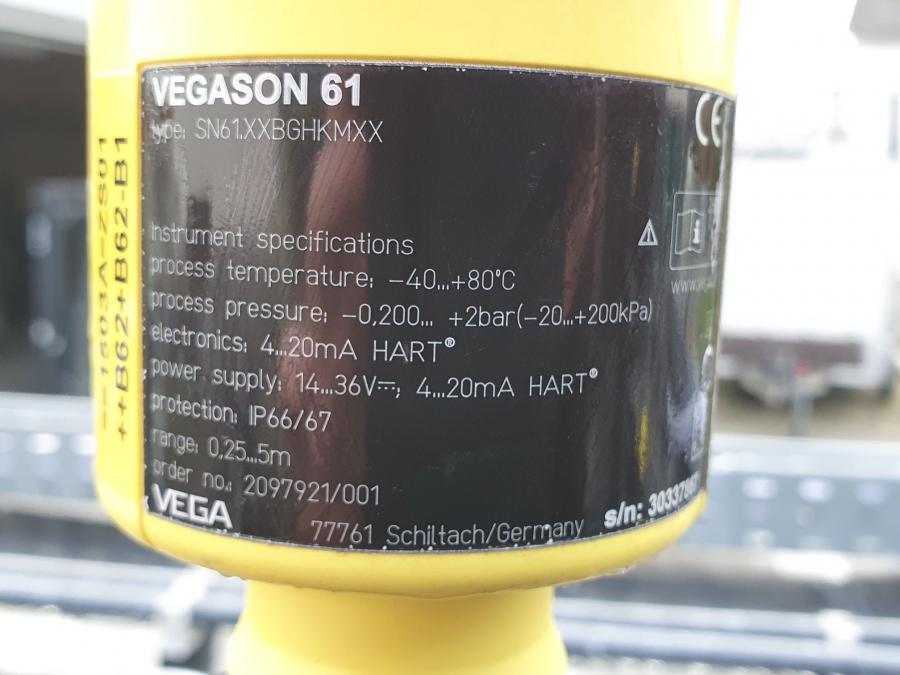 VEGASON 61
type: SN61.XXBGHKMXX
CE
Instrument specifications
process temperature: -40...+80°C
process pressure: -0,200... +2bar(-20...+200kPa)
electronics: 4...20mA HART®
power supply: 14...36V⎓; 4...20mA HART®
protection: IP66/67
range: 0,25...5m
order no.: 2097921/001
VEGA
77761 Schiltach/Germany
s/n:
++B62+B62-B1